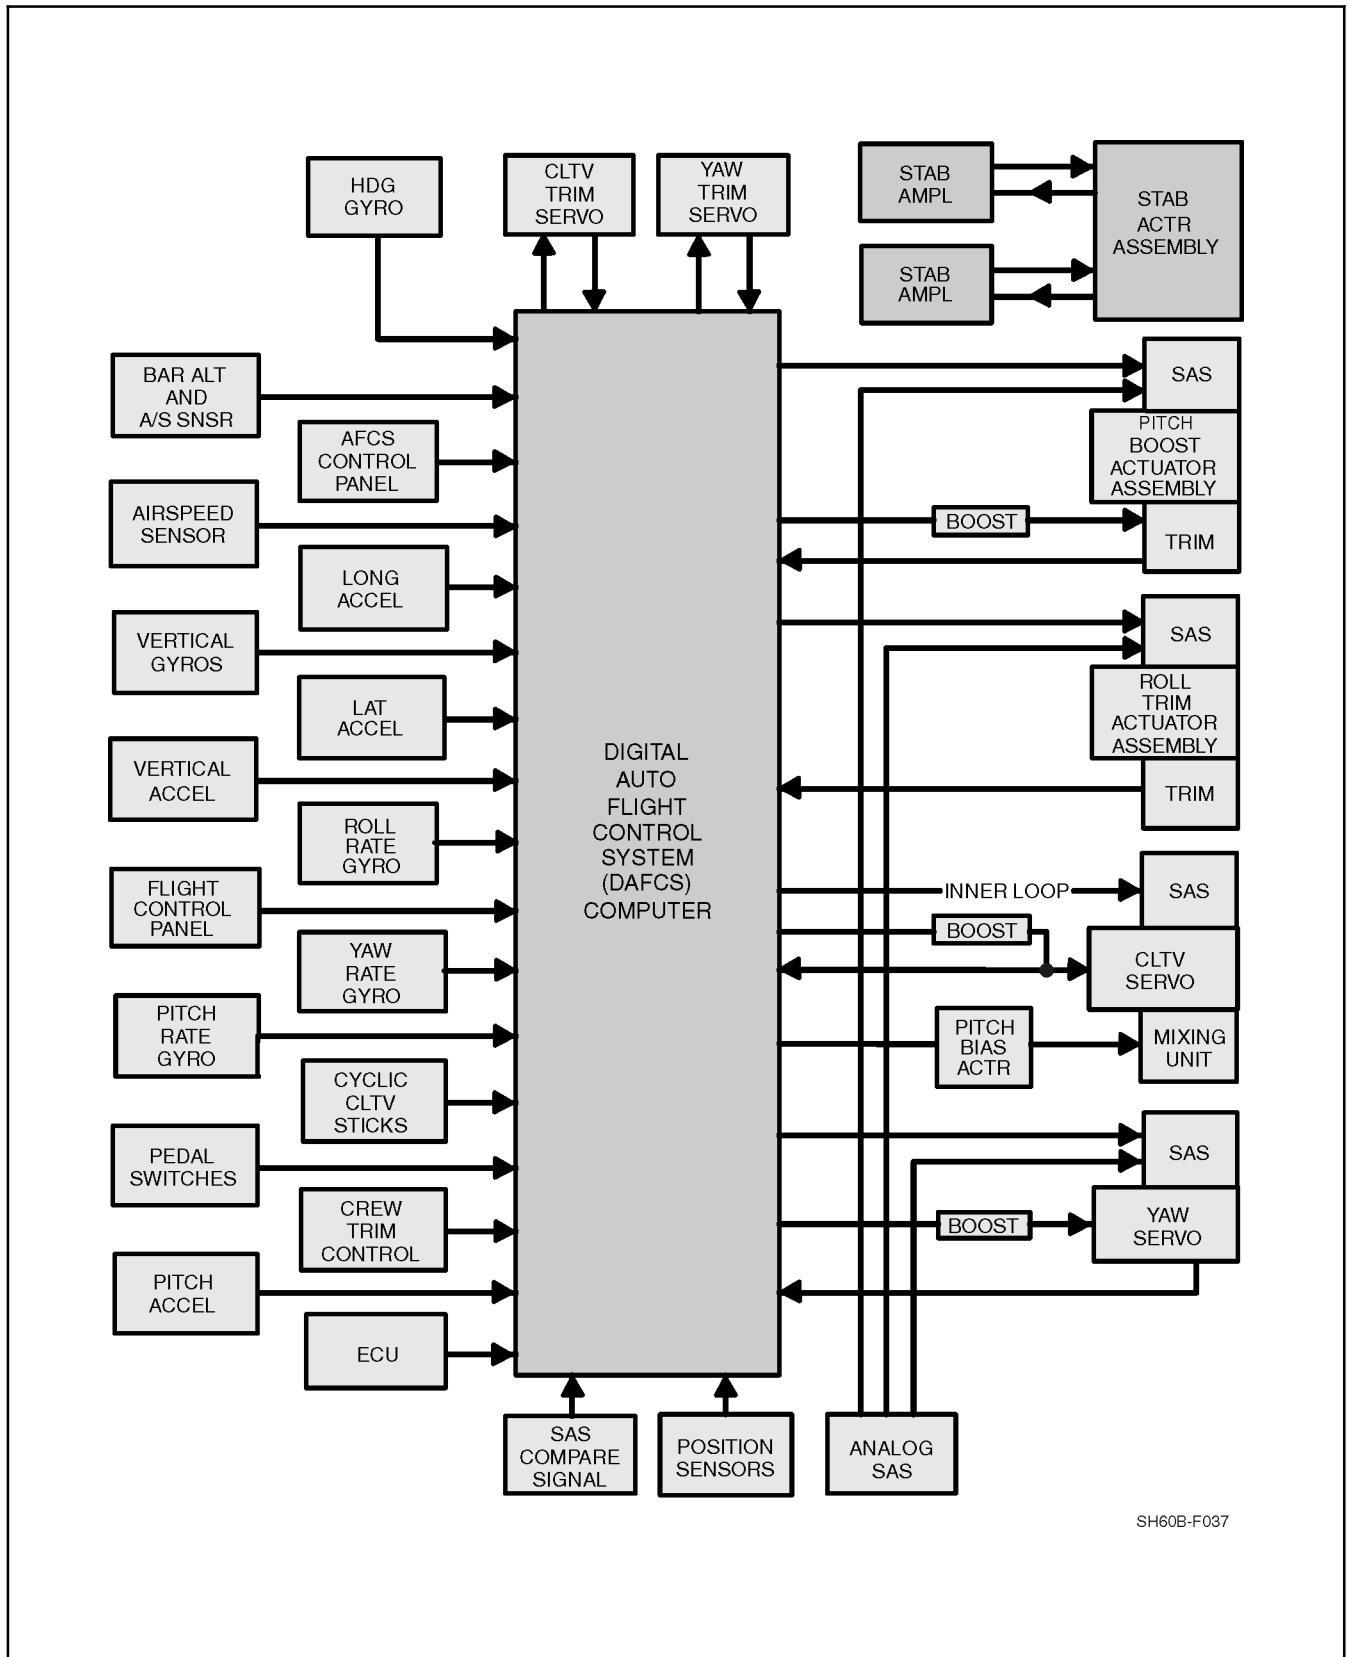 HDG
GYRO
CLTV
TRIM
SERVO
YAW
TRIM
SERVO
STAB
AMPL
STAB
ACTR
ASSEMBLY
STAB
AMPL
BAR ALT
AND
A/S SNSR
AFCS
CONTROL
PANEL
AIRSPEED
SENSOR
LONG
ACCEL
VERTICAL
GYROS
LAT
ACCEL
VERTICAL
ACCEL
ROLL
RATE
GYRO
FLIGHT
CONTROL
PANEL
YAW
RATE
GYRO
PITCH
RATE
GYRO
CYCLIC
CLTV
STICKS
PEDAL
SWITCHES
CREW
TRIM
CONTROL
PITCH
ACCEL
ECU
DIGITAL
AUTO
FLIGHT
CONTROL
SYSTEM
(DAFCS)
COMPUTER
SAS
PITCH
BOOST
ACTUATOR
ASSEMBLY
BOOST
TRIM
SAS
ROLL
TRIM
ACTUATOR
ASSEMBLY
TRIM
INNER LOOP
SAS
BOOST
CLTV
SERVO
PITCH
BIAS
ACTR
MIXING
UNIT
SAS
BOOST
YAW
SERVO
SAS
COMPARE
SIGNAL
POSITION
SENSORS
ANALOG
SAS
SH60B-F037